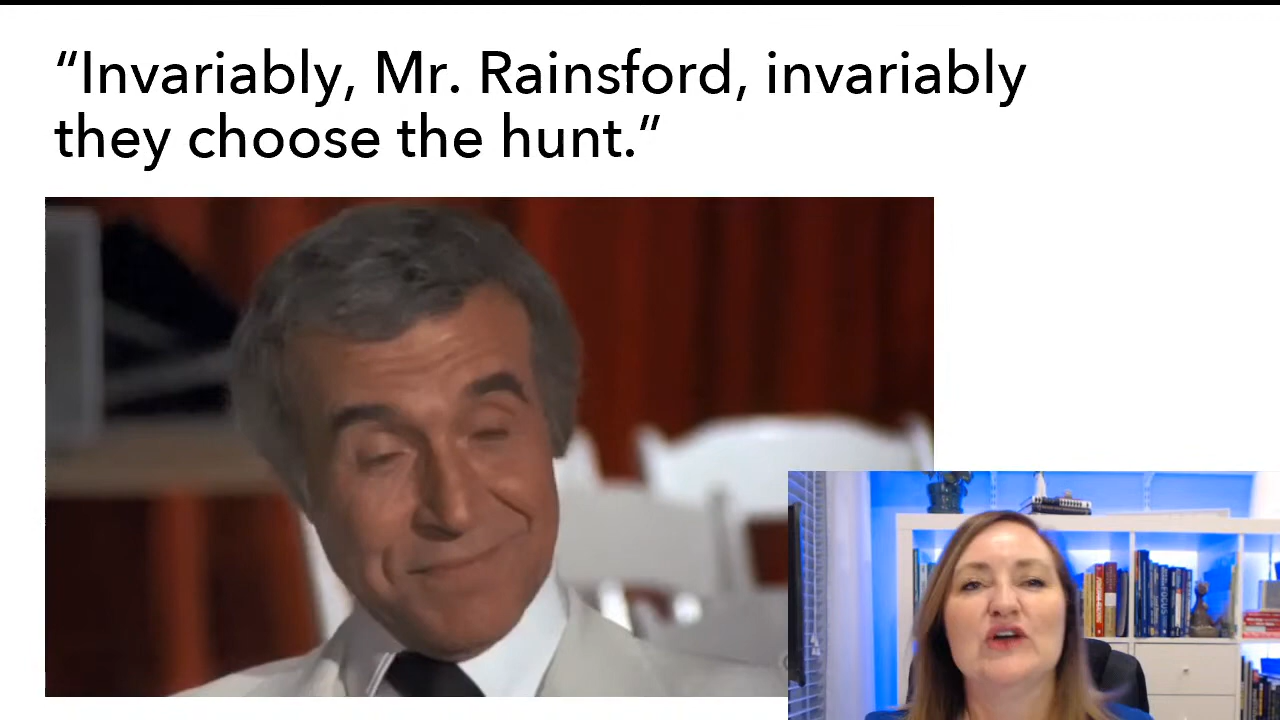 “Invariably, Mr. Rainsford, invariably
they choose the hunt.”